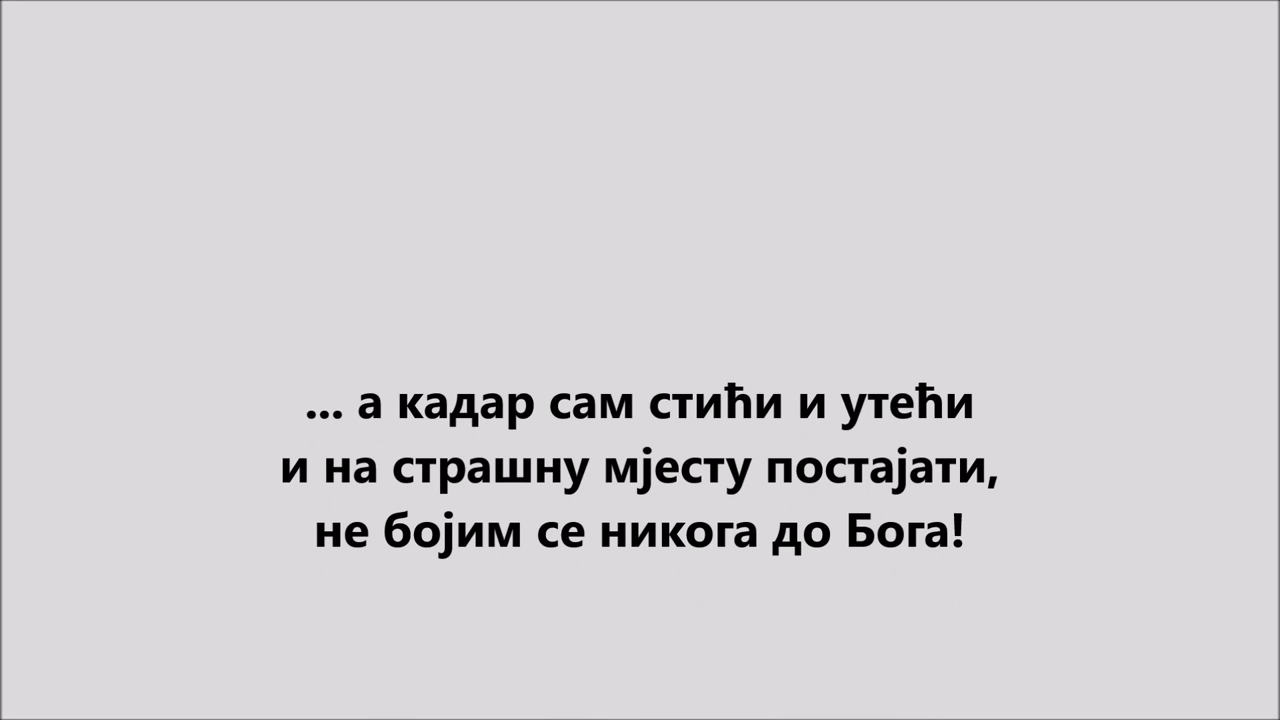 ... а кадар сам стићи и утећи
и на страшну мјесту постајати,
не бојим се никога до Бога!